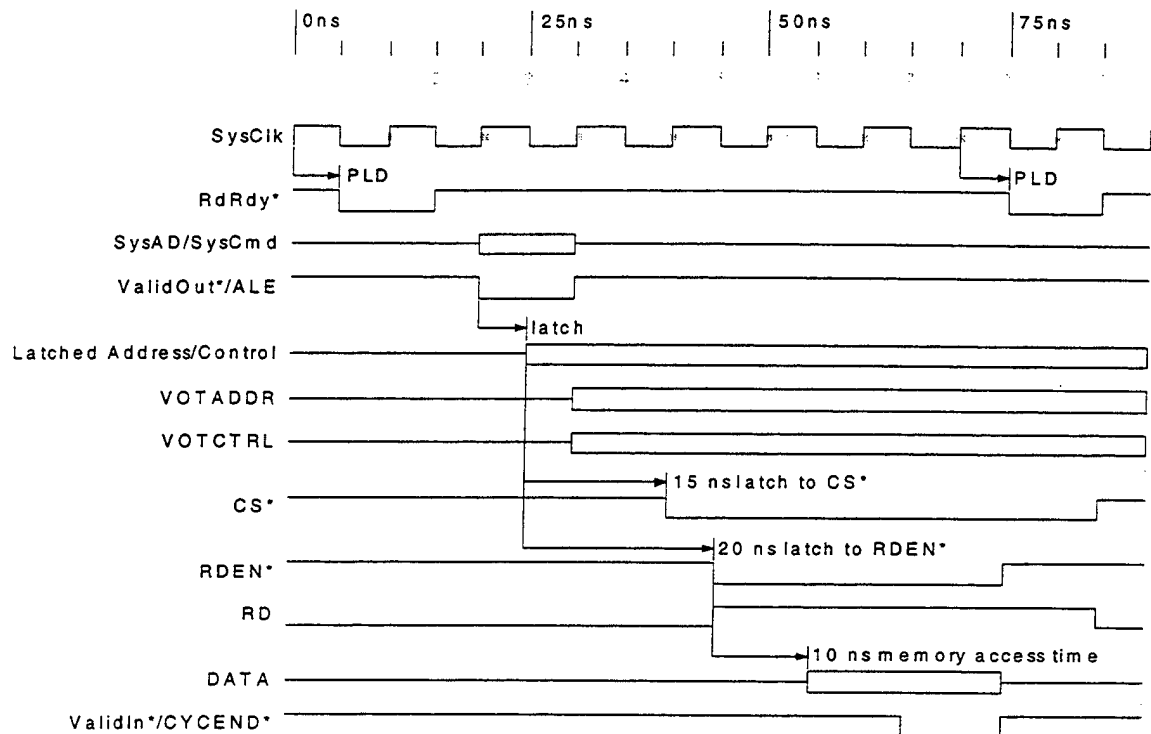 0ns 25ns 50ns 75ns
SysClk
PLD PLD
RdRdy*
SysAD/SysCmd
ValidOut*/ALE
latch
Latched Address/Control
VOTADDR
VOTCTRL
15 ns latch to CS*
CS*
20 ns latch to RDEN*
RDEN*
RD
10 ns memory access time
DATA
ValidIn*/CYCEND*